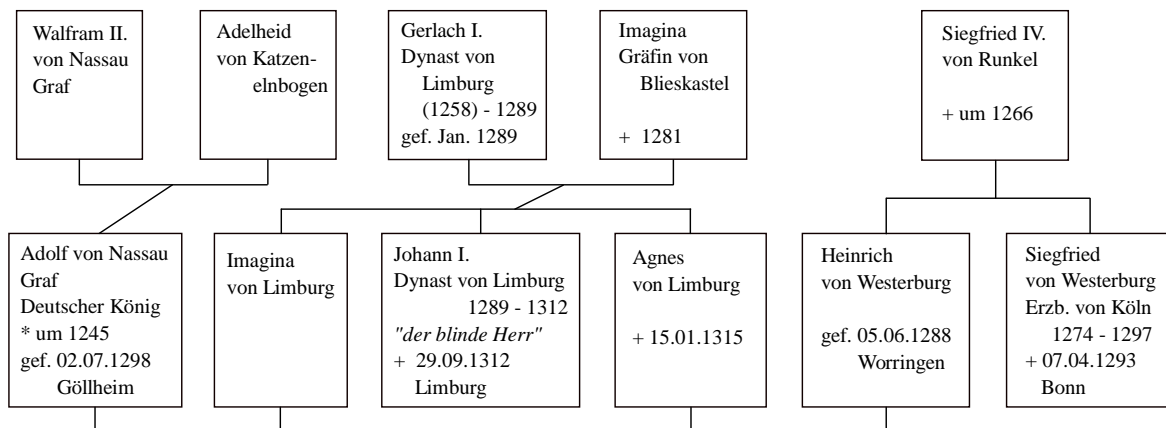 Walfram II.
von Nassau
Graf
Adelheid
von Katzen-
elnbogen
Gerlach I.
Dynast von
Limburg
(1258) - 1289
gef. Jan. 1289
Imagina
Gräfin von
Blieskastel
+ 1281
Siegfried IV.
von Runkel
+ um 1266
Adolf von Nassau
Graf
Deutscher König
* um 1245
gef. 02.07.1298
Göllheim
Imagina
von Limburg
Johann I.
Dynast von Limburg
1289 - 1312
"der blinde Herr"
+ 29.09.1312
Limburg
Agnes
von Limburg
+ 15.01.1315
Heinrich
von Westerburg
gef. 05.06.1288
Worringen
Siegfried
von Westerburg
Erzb. von Köln
1274 - 1297
+ 07.04.1293
Bonn